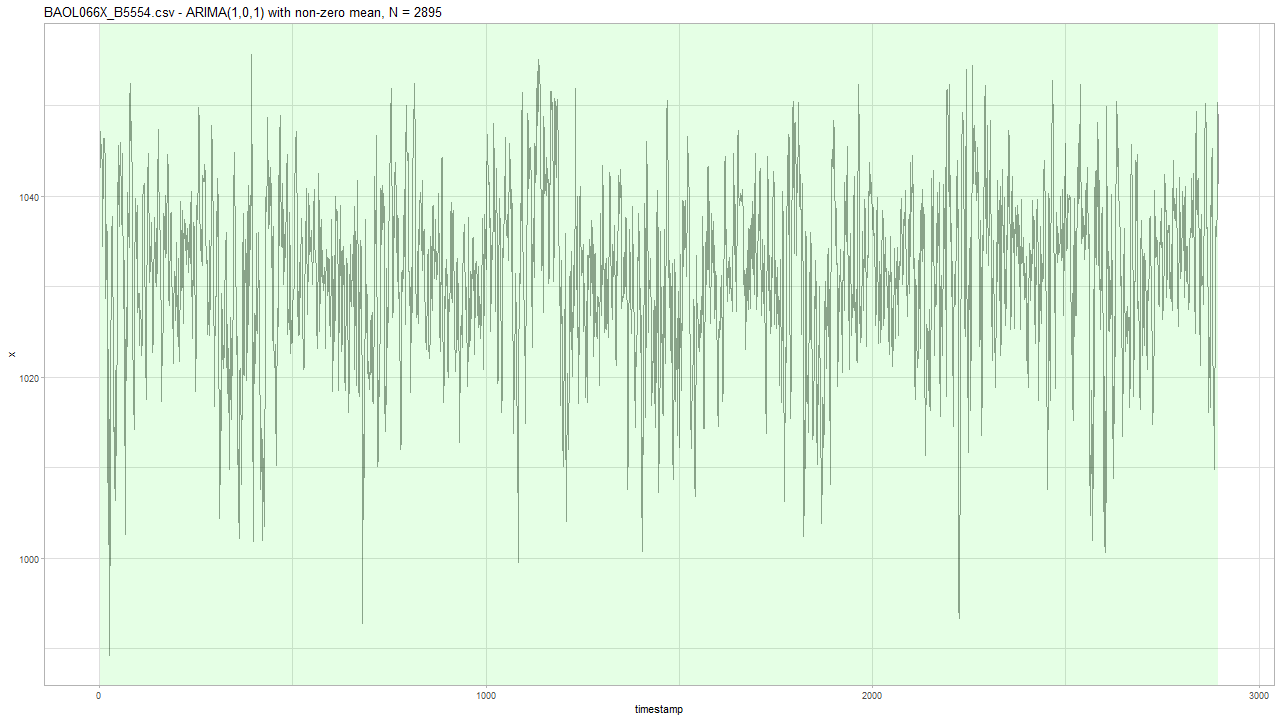 BAOL066X_B5554.csv - ARIMA(1,0,1) with non-zero mean, N = 2895
1040
1020
1000
x
0
1000
2000
3000
timestamp